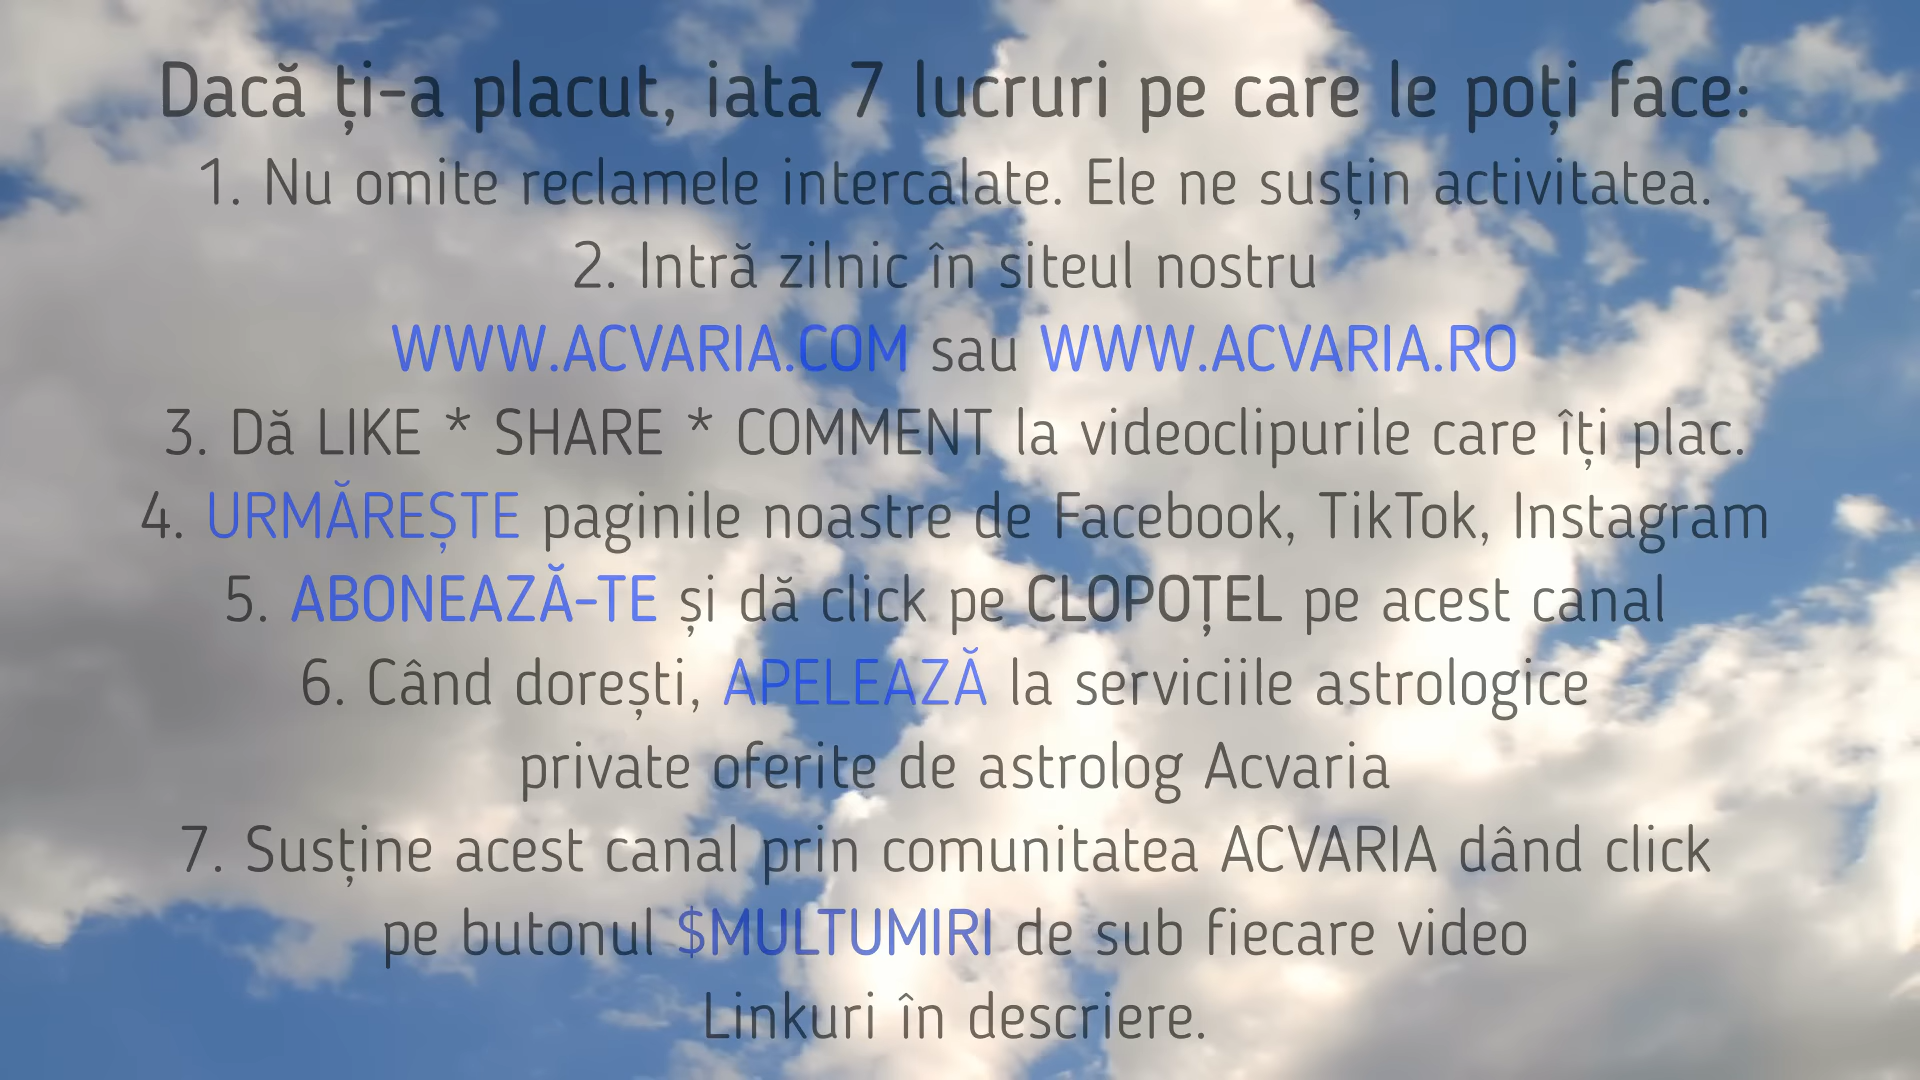 Dacă ți-a placut, iata 7 lucruri pe care le poți face:
1. Nu omite reclamele intercalate. Ele ne susțin activitatea.
2. Intră zilnic în siteul nostru
WWW.ACVARIA.COM sau WWW.ACVARIA.RO
3. Dă LIKE * SHARE * COMMENT la videoclipurile care îți plac.
4. URMĂREȘTE paginile noastre de Facebook, TikTok, Instagram
5. ABONEAZĂ-TE și dă click pe CLOPOȚEL pe acest canal
6. Când dorești, APELEAZĂ la serviciile astrologice
private oferite de astrolog Acvaria
7. Susține acest canal prin comunitatea ACVARIA dând click
pe butonul $MULTUMIRI de sub fiecare video
Linkuri în descriere.